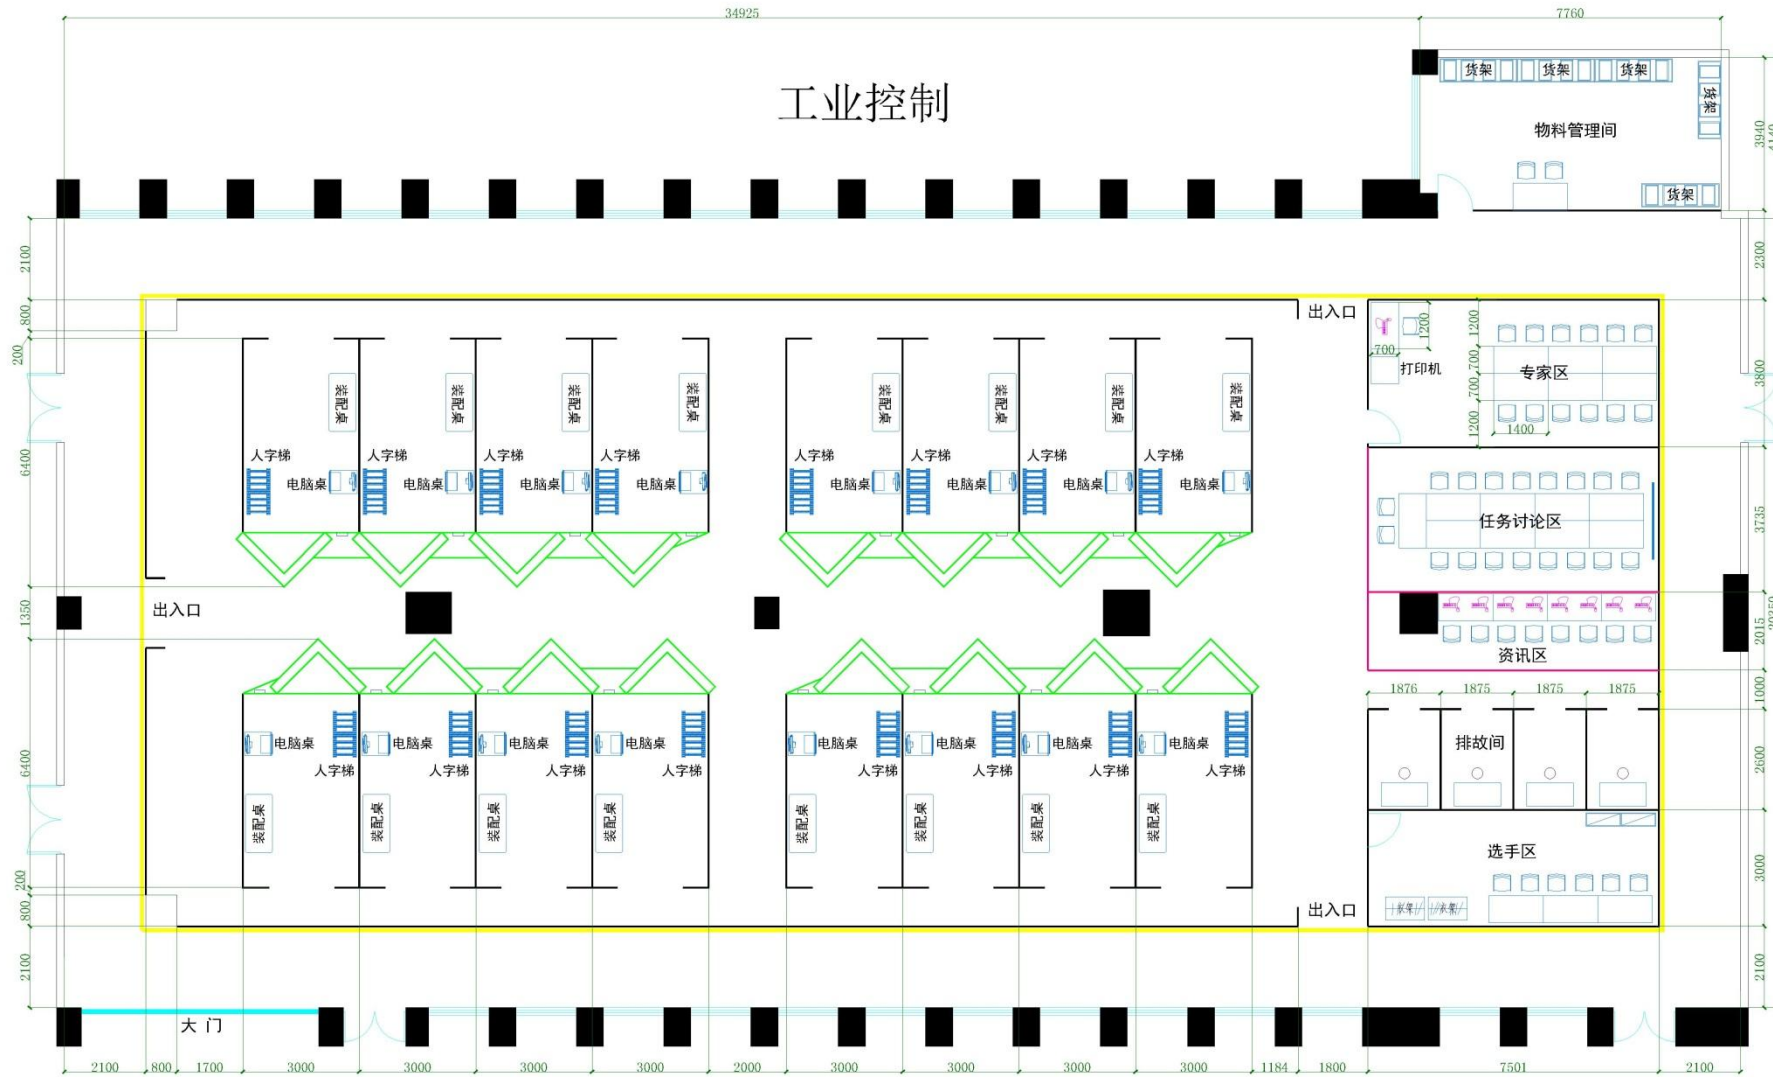 34925
7760
工业控制
货架
货架
货架
货架
物料管理间
货架
3940
4140
2100
800
200
6400
1350
6400
200
800
2100
2300
3800
3735
2015
20350
1000
2600
3000
2100
出入口
装配桌
装配桌
装配桌
装配桌
装配桌
装配桌
装配桌
装配桌
人字梯
人字梯
人字梯
人字梯
人字梯
人字梯
人字梯
人字梯
电脑桌
电脑桌
电脑桌
电脑桌
电脑桌
电脑桌
电脑桌
电脑桌
1200
700
打印机
1200
700
700
1200
1400
专家区
任务讨论区
出入口
资讯区
1876
1875
1875
1875
排故间
电脑桌
电脑桌
电脑桌
电脑桌
电脑桌
电脑桌
电脑桌
电脑桌
人字梯
人字梯
人字梯
人字梯
人字梯
人字梯
人字梯
人字梯
装配桌
装配桌
装配桌
装配桌
装配桌
装配桌
装配桌
装配桌
选手区
衣架
衣架
出入口
大 门
2100
800
1700
3000
3000
3000
3000
2000
3000
3000
3000
3000
1184
1800
7501
2100